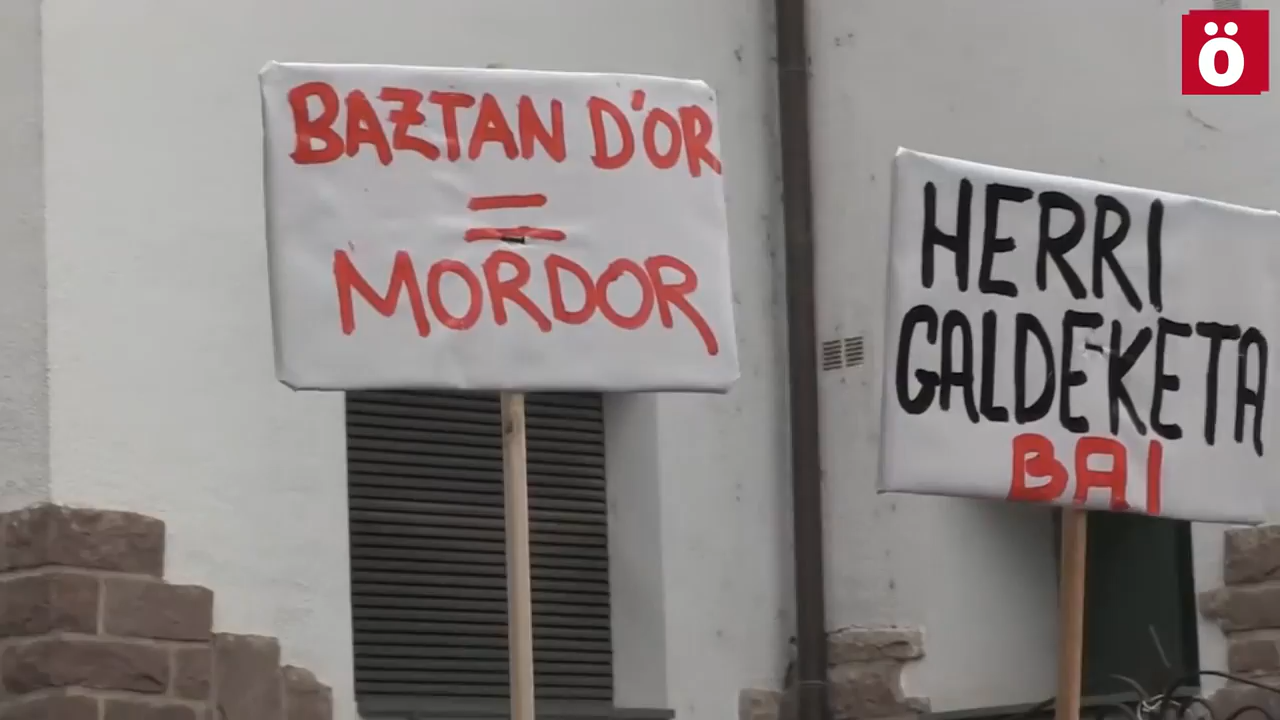 BAZTAN D'OR
=
MORDOR
HERRI
GALDEKETA
BAI
ö